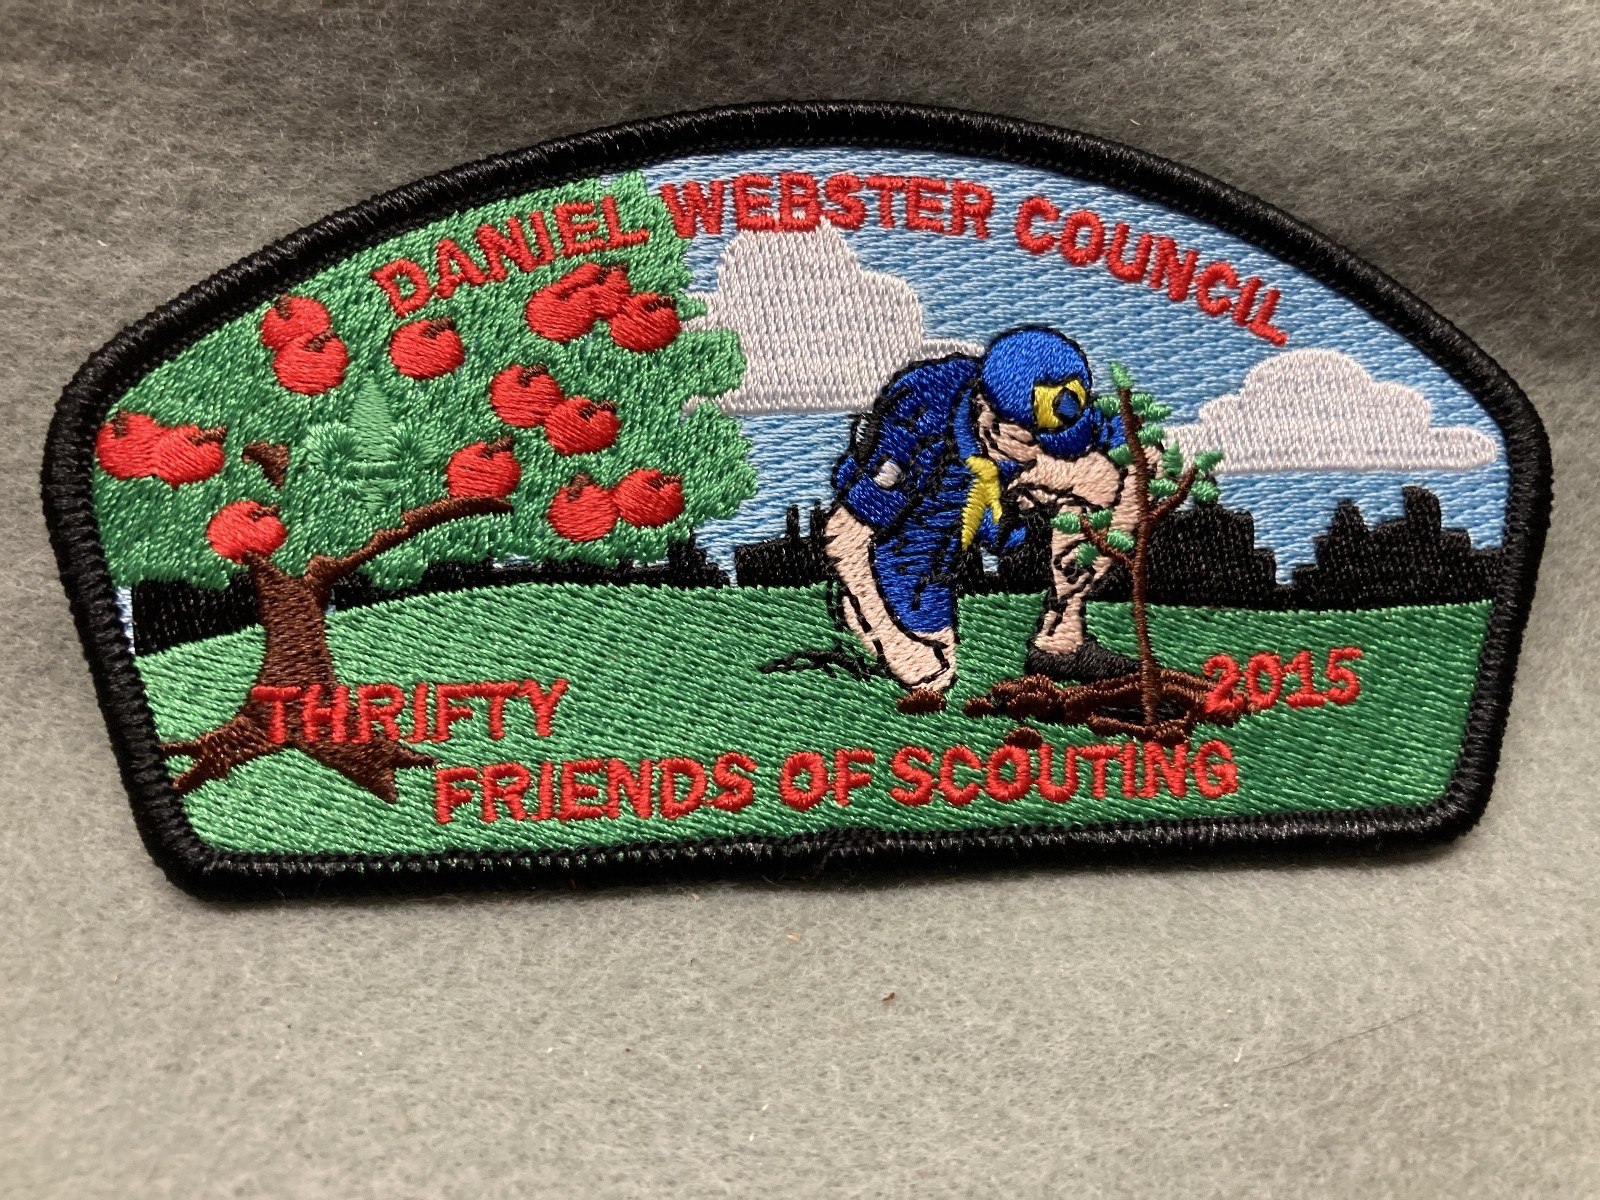 DANIEL WEBSTER COUNCIL
THRIFTY
2015
FRIENDS OF SCOUTING